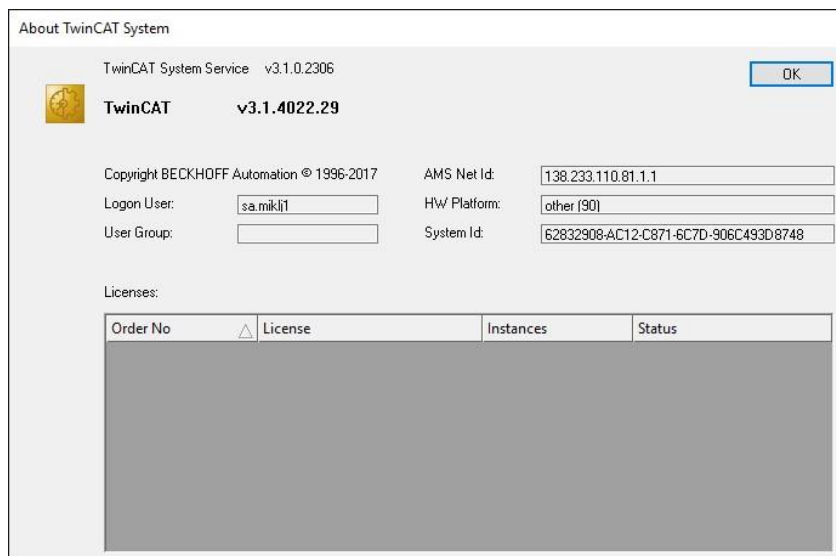 About TwinCAT System
TwinCAT System Service v3.1.0.2306
OK
TwinCAT v3.1.4022.29
Copyright BECKHOFF Automation © 1996-2017
AMS Net Id: 138.233.110.81.1.1
Logon User: sa.miklj1
HW Platform: other (90)
User Group:
System Id: 62832908-AC12-C871-6C7D-906C493D8748
Licenses:
Order No License Instances Status